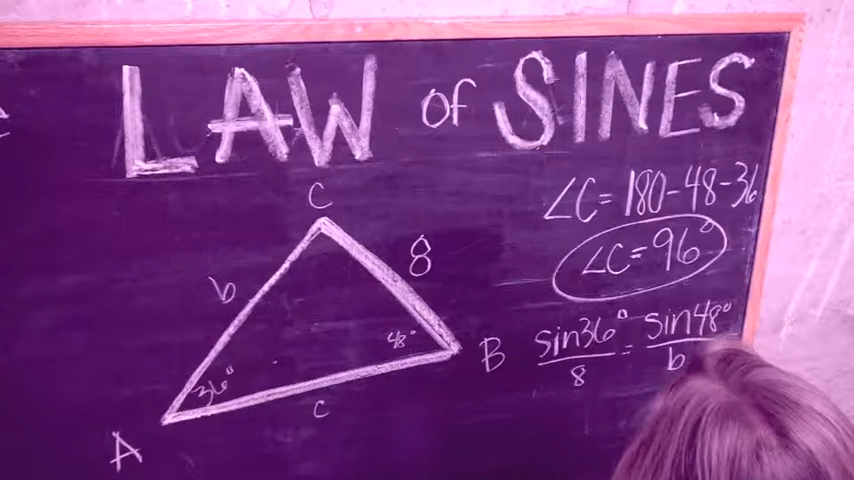 LAW of SINES
∠C=180-48-36
∠C=96°
C
b
8
36°
48°
A
c
B
sin36° = sin48°
8 b